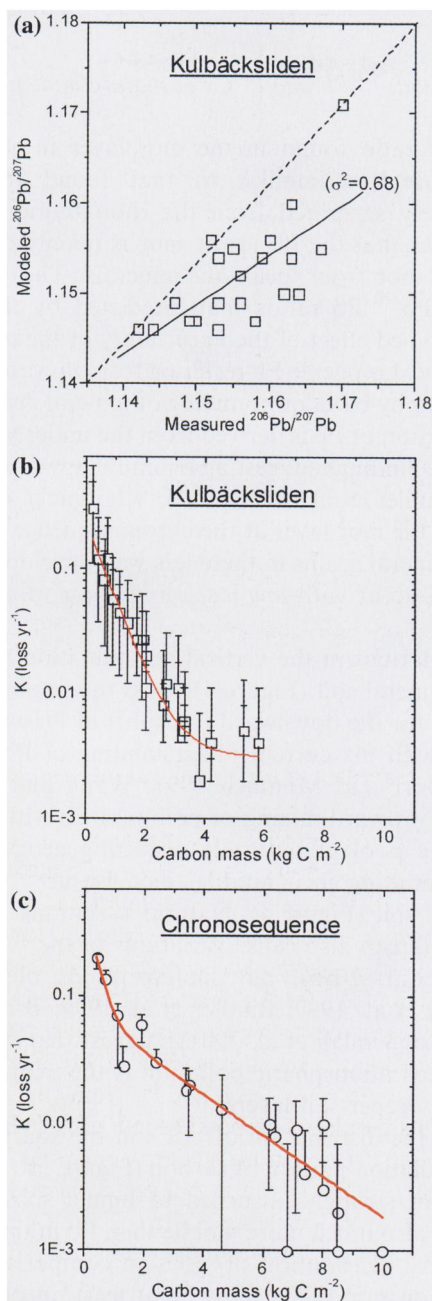 (a)
1.18
Kulbäcksliden
1.17
Modeled ²⁰⁶Pb/²⁰⁷Pb
(σ²=0.68)
1.16
1.15
1.14
1.14 1.15 1.16 1.17 1.18
Measured ²⁰⁶Pb/²⁰⁷Pb
(b)
Kulbäcksliden
0.1
K (loss yr⁻¹)
0.01
1E-3
0 2 4 6 8 10
Carbon mass (kg C m⁻²)
(c)
Chronosequence
0.1
K (loss yr⁻¹)
0.01
1E-3
0 2 4 6 8 10
Carbon mass (kg C m⁻²)